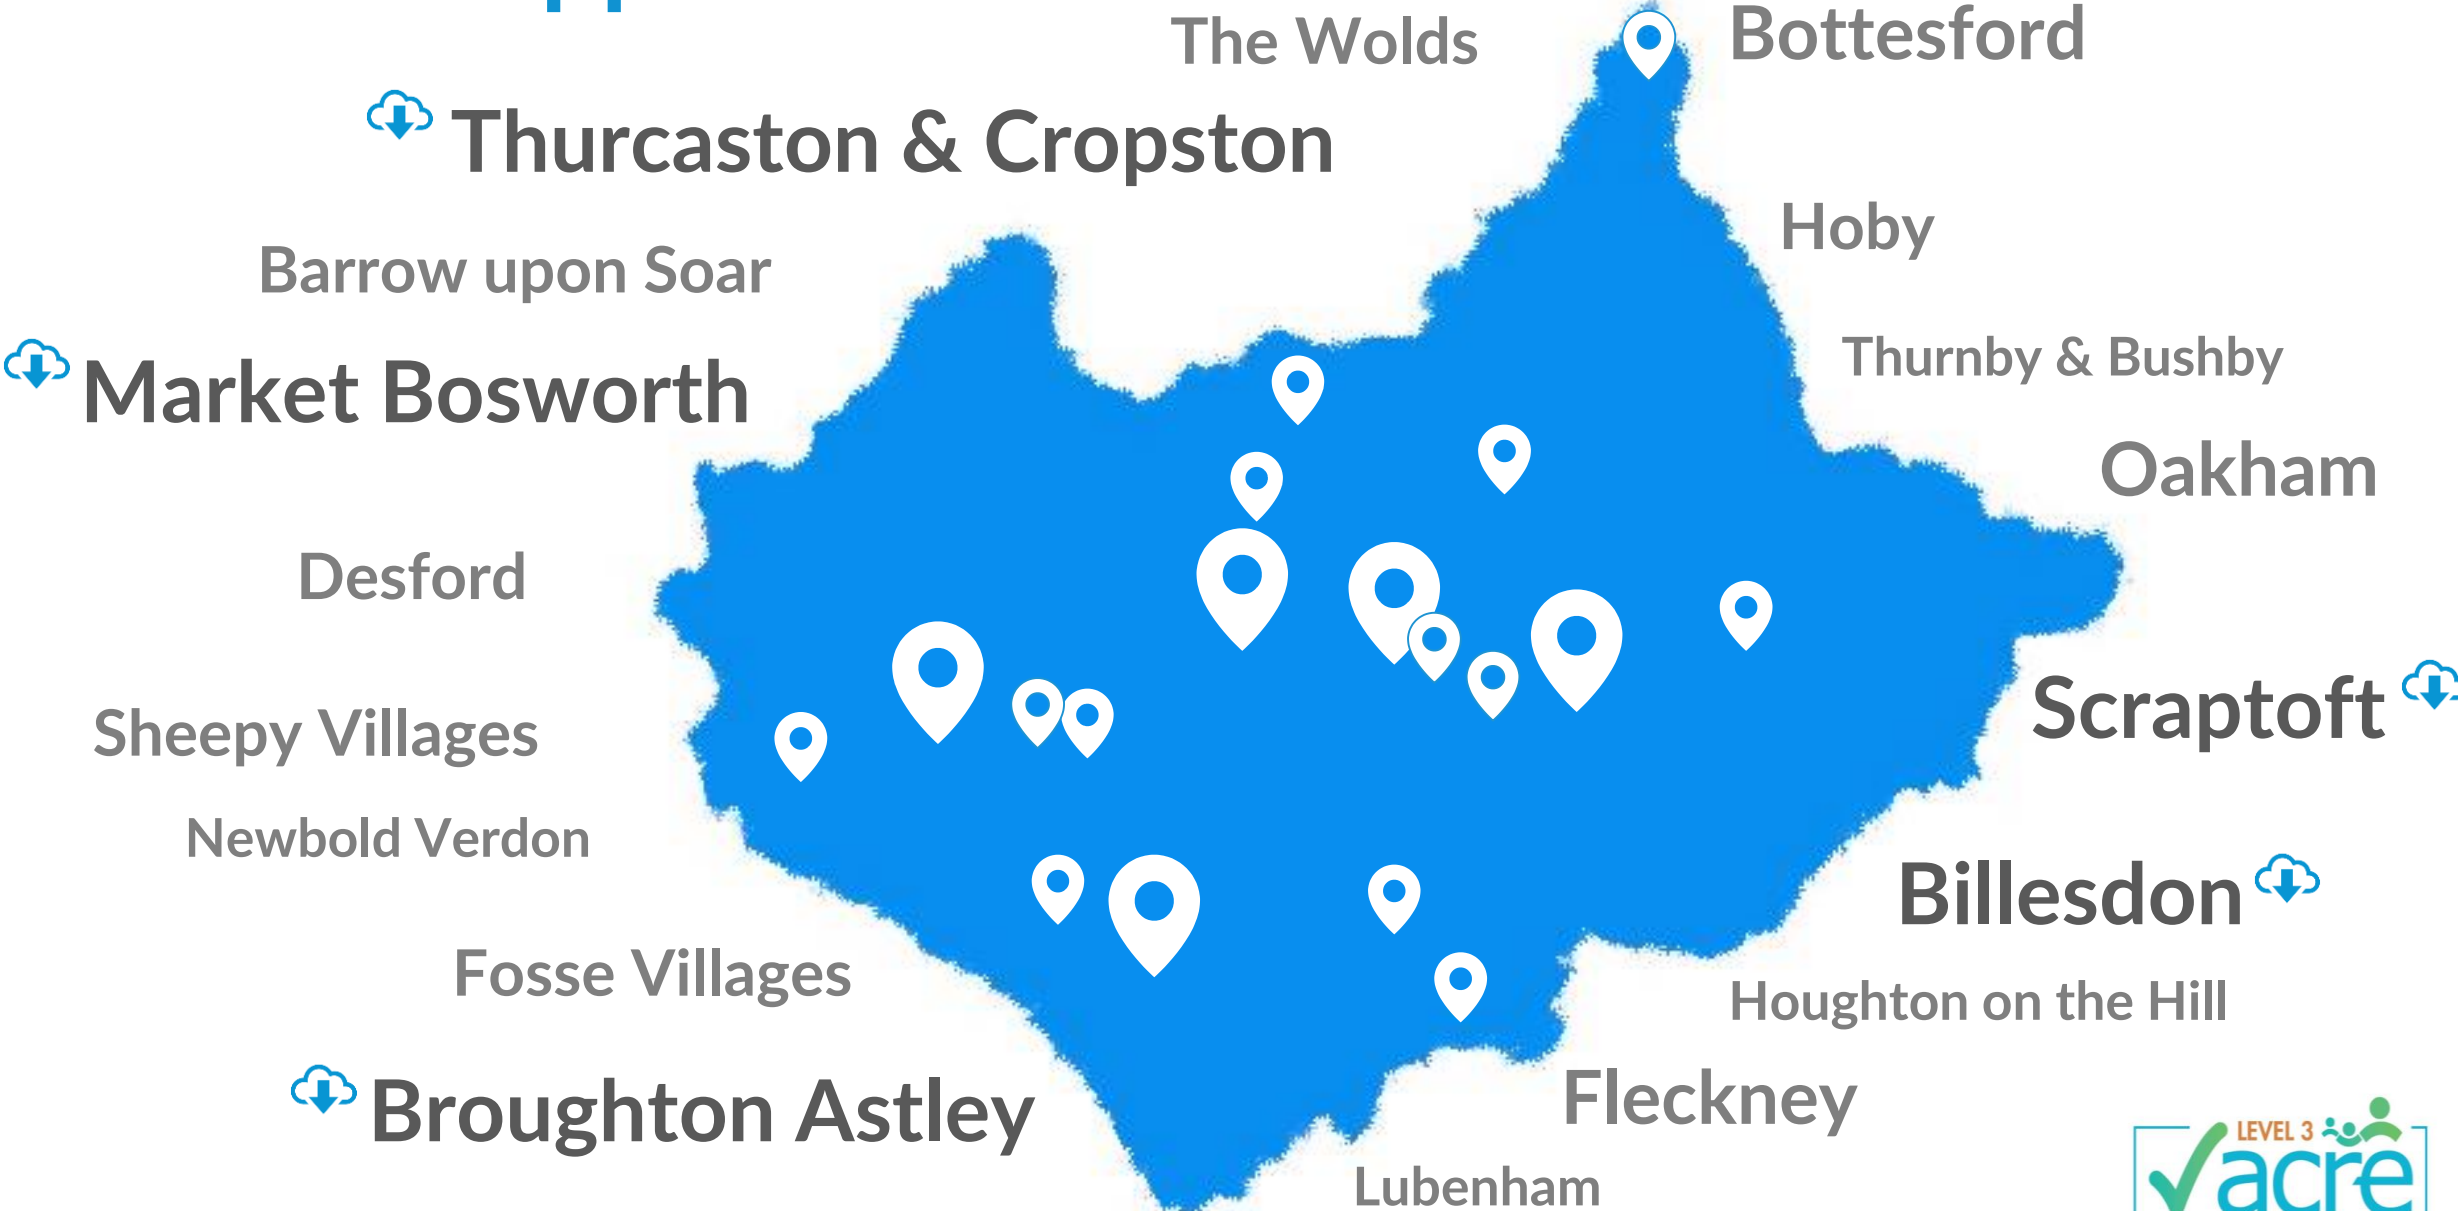 The Wolds
Bottesford
Thurcaston & Cropston
Hoby
Barrow upon Soar
Thurnby & Bushby
Market Bosworth
Oakham
Desford
Scraptoft
Sheepy Villages
Newbold Verdon
Billesdon
Fosse Villages
Houghton on the Hill
Broughton Astley
Fleckney
Lubenham
LEVEL 3
acre